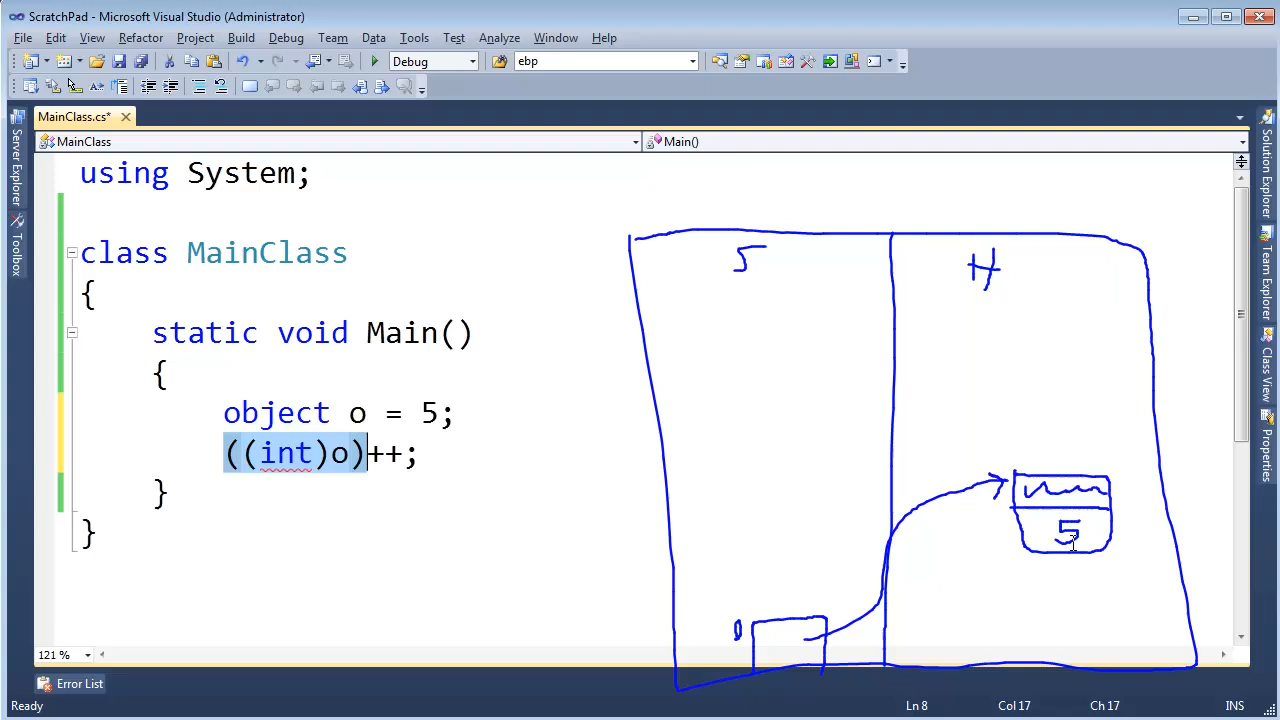 ScratchPad - Microsoft Visual Studio (Administrator)
File Edit View Refactor Project Build Debug Team Data Tools Test Analyze Window Help
Debug ebp
MainClass.cs*
MainClass Main()
Server Explorer
Toolbox
Solution Explorer
Team Explorer
Class View
Properties
using System;
class MainClass
{
static void Main()
{
object o = 5;
((int)o)++;
}
}
S H
5
o
121 %
Error List
Ready Ln 8 Col 17 Ch 17 INS